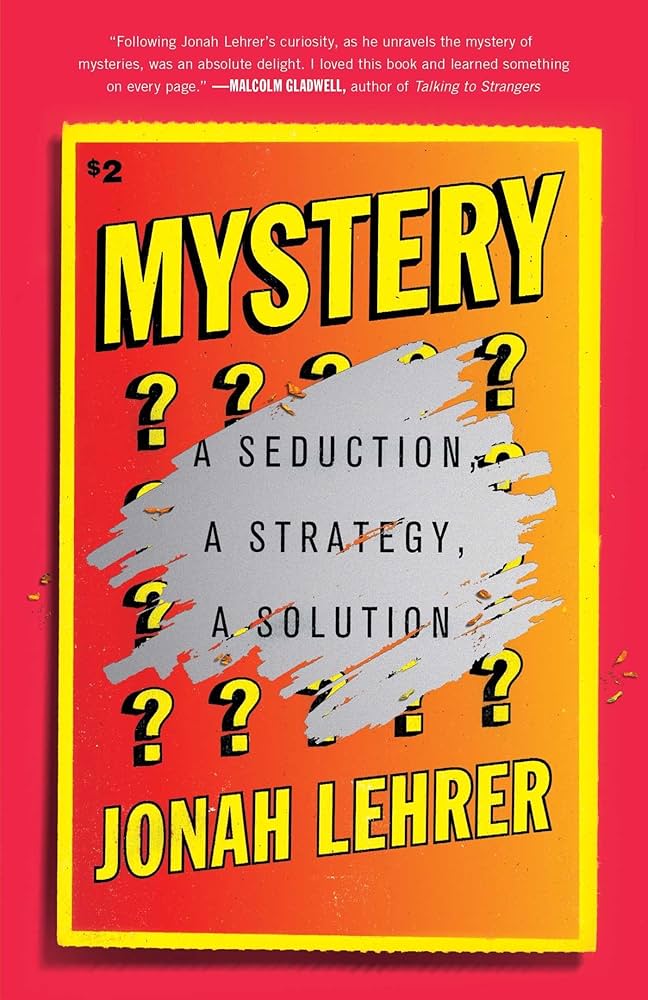 “Following Jonah Lehrer’s curiosity, as he unravels the mystery of
mysteries, was an absolute delight. I loved this book and learned something
on every page.” —MALCOLM GLADWELL, author of Talking to Strangers
$2
MYSTERY
? ? ? ? ?
A SEDUCTION,
?
?
A STRATEGY,
?
?
A SOLUTION
? ? ? ? ?
JONAH LEHRER